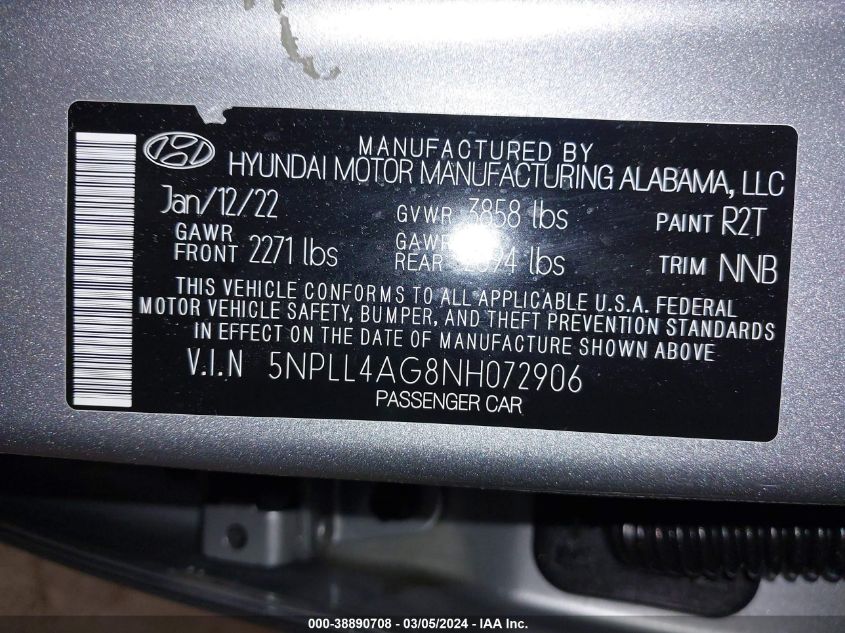 MANUFACTURED BY
HYUNDAI MOTOR MANUFACTURING ALABAMA, LLC
Jan/12/22 GVWR 3858 lbs PAINT R2T
GAWR FRONT 2271 lbs GAWR REAR lbs TRIM NNB
THIS VEHICLE CONFORMS TO ALL APPLICABLE U.S.A. FEDERAL
MOTOR VEHICLE SAFETY, BUMPER, AND THEFT PREVENTION STANDARDS
IN EFFECT ON THE DATE OF MANUFACTURE SHOWN ABOVE
V.I.N 5NPLL4AG8NH072906
PASSENGER CAR
000-38890708 - 03/05/2024 - IAA Inc.